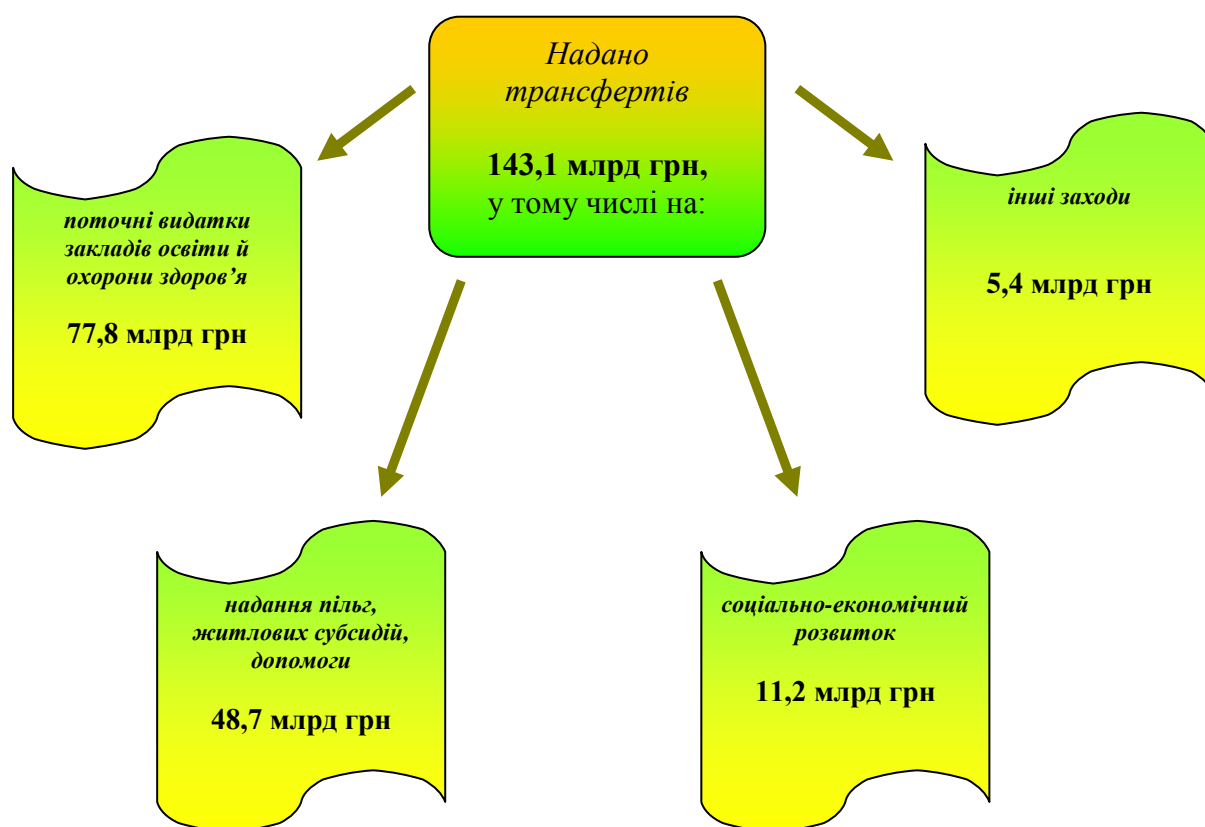 Надано
трансфертів
143,1 млрд грн,
у тому числі на:
поточні видатки
закладів освіти й
охорони здоров’я
77,8 млрд грн
інші заходи
5,4 млрд грн
надання пільг,
житлових субсидій,
допомоги
48,7 млрд грн
соціально-економічний
розвиток
11,2 млрд грн